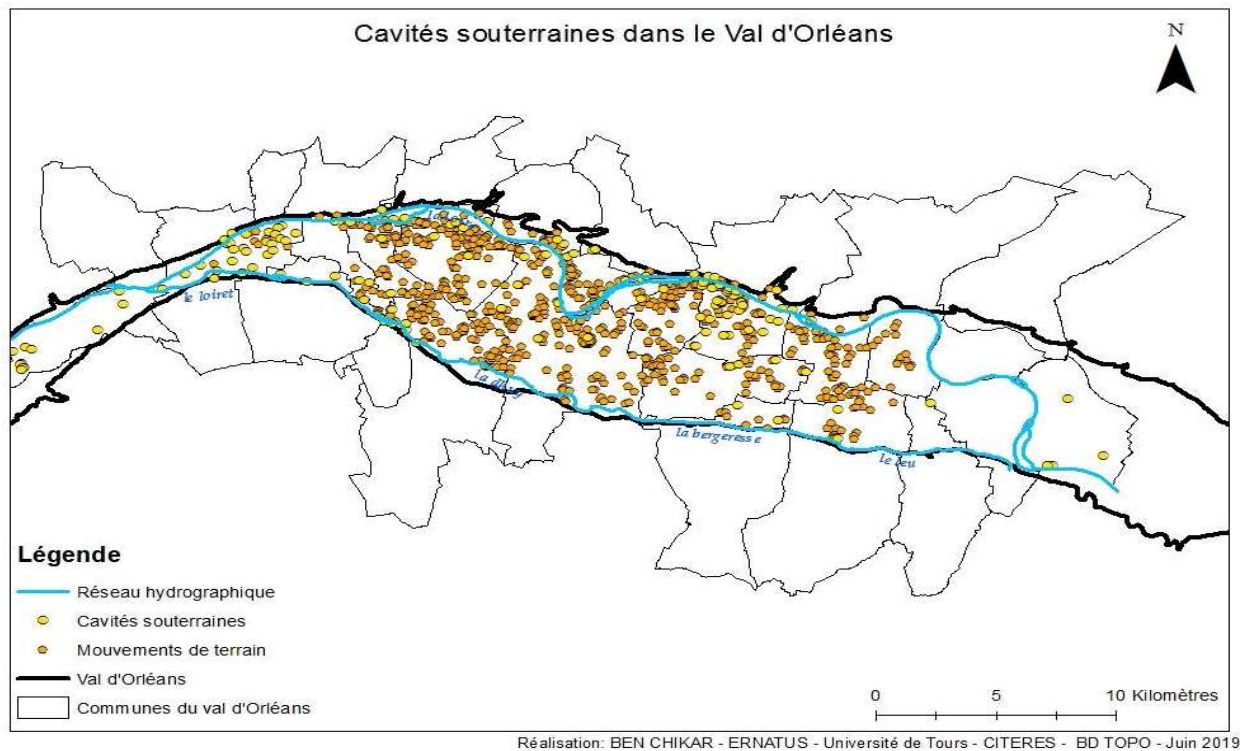 Cavités souterraines dans le Val d'Orléans
N
le loiret
la bergeresse
le leu
Légende
Réseau hydrographique
Cavités souterraines
Mouvements de terrain
Val d'Orléans
Communes du val d'Orléans
0 5 10 Kilomètres
Réalisation: BEN CHIKAR - ERNATUS - Université de Tours - CITERES - BD TOPO - Juin 2019